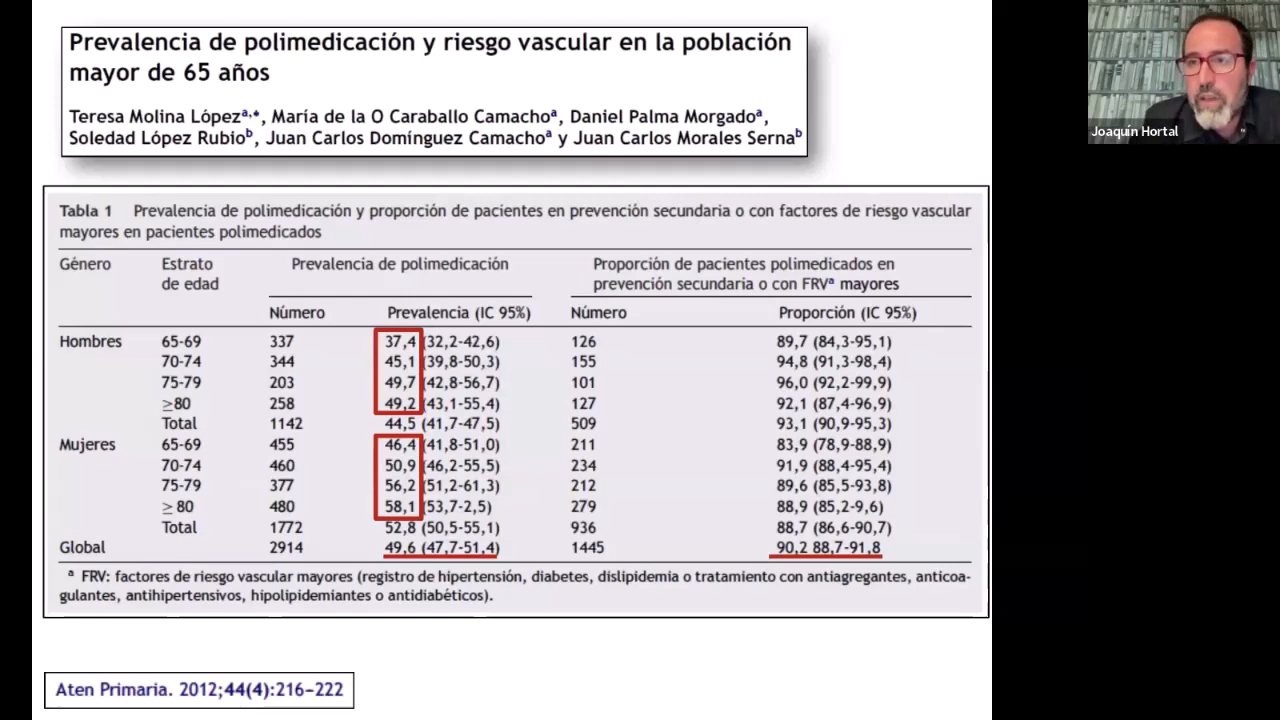 Prevalencia de polimedicación y riesgo vascular en la población
mayor de 65 años
Teresa Molina Lópezª,*, María de la O Caraballo Camachoª, Daniel Palma Morgadoª,
Soledad López Rubioᵇ, Juan Carlos Domínguez Camachoª y Juan Carlos Morales Sernaᵇ
Joaquín Hortal
Tabla 1 Prevalencia de polimedicación y proporción de pacientes en prevención secundaria o con factores de riesgo vascular
mayores en pacientes polimedicados
Género Estrato de edad Prevalencia de polimedicación Proporción de pacientes polimedicados en prevención secundaria o con FRVª mayores
Número Prevalencia (IC 95%) Número Proporción (IC 95%)
Hombres 65-69 337 37,4 (32,2-42,6) 126 89,7 (84,3-95,1)
70-74 344 45,1 (39,8-50,3) 155 94,8 (91,3-98,4)
75-79 203 49,7 (42,8-56,7) 101 96,0 (92,2-99,9)
≥80 258 49,2 (43,1-55,4) 127 92,1 (87,4-96,9)
Total 1142 44,5 (41,7-47,5) 509 93,1 (90,9-95,3)
Mujeres 65-69 455 46,4 (41,8-51,0) 211 83,9 (78,9-88,9)
70-74 460 50,9 (46,2-55,5) 234 91,9 (88,4-95,4)
75-79 377 56,2 (51,2-61,3) 212 89,6 (85,5-93,8)
≥ 80 480 58,1 (53,7-2,5) 279 88,9 (85,2-9,6)
Total 1772 52,8 (50,5-55,1) 936 88,7 (86,6-90,7)
Global 2914 49,6 (47,7-51,4) 1445 90,2 88,7-91,8
ª FRV: factores de riesgo vascular mayores (registro de hipertensión, diabetes, dislipidemia o tratamiento con antiagregantes, anticoa-
gulantes, antihipertensivos, hipolipidemiantes o antidiabéticos).
Aten Primaria. 2012;44(4):216-222